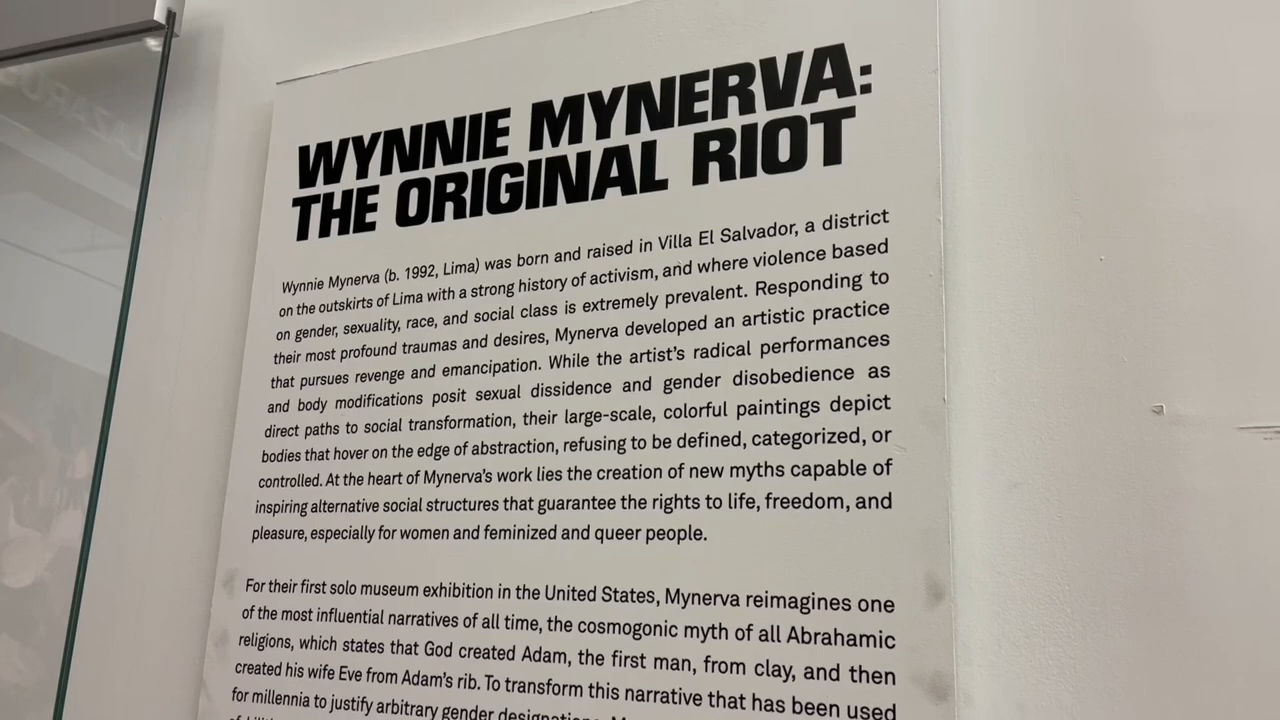 WYNNIE MYNERVA:
THE ORIGINAL RIOT
Wynnie Mynerva (b. 1992, Lima) was born and raised in Villa El Salvador, a district
on the outskirts of Lima with a strong history of activism, and where violence based
on gender, sexuality, race, and social class is extremely prevalent. Responding to
their most profound traumas and desires, Mynerva developed an artistic practice
that pursues revenge and emancipation. While the artist's radical performances
and body modifications posit sexual dissidence and gender disobedience as
direct paths to social transformation, their large-scale, colorful paintings depict
bodies that hover on the edge of abstraction, refusing to be defined, categorized, or
controlled. At the heart of Mynerva's work lies the creation of new myths capable of
inspiring alternative social structures that guarantee the rights to life, freedom, and
pleasure, especially for women and feminized and queer people.
For their first solo museum exhibition in the United States, Mynerva reimagines one
of the most influential narratives of all time, the cosmogonic myth of all Abrahamic
religions, which states that God created Adam, the first man, from clay, and then
created his wife Eve from Adam's rib. To transform this narrative that has been used
for millennia to justify arbitrary gender